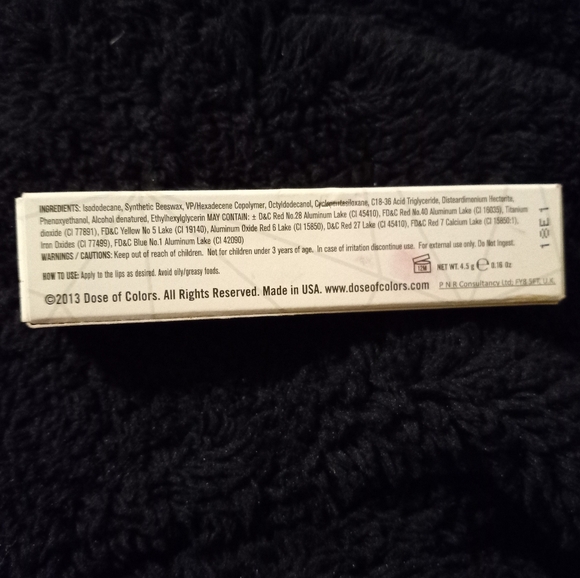 INGREDIENTS: Isododecane, Synthetic Beeswax, VP/Hexadecene Copolymer, Octyldodecanol, Cyclopentasiloxane, C18-36 Acid Triglyceride, Disteardimonium Hectorite,
Phenoxyethanol, Alcohol denatured, Ethylhexylglycerin MAY CONTAIN: ± D&C Red No.28 Aluminum Lake (CI 45410), FD&C Red No.40 Aluminum Lake (CI 16035), Titanium
dioxide (CI 77891), FD&C Yellow No 5 Lake (CI 19140), Aluminum Oxide Red 6 Lake (CI 15850), D&C Red 27 Lake (CI 45410), FD&C Red 7 Calcium Lake (CI 15850:1),
Iron Oxides (CI 77499), FD&C Blue No.1 Aluminum Lake (CI 42090)
WARNINGS / CAUTIONS: Keep out of reach of children. Not for children under 3 years of age. In case of irritation discontinue use. For external use only. Do Not Ingest.
HOW TO USE: Apply to the lips as desired. Avoid oily/greasy foods.
12M
NET WT. 4.5 g ℮ 0.16 Oz
©2013 Dose of Colors. All Rights Reserved. Made in USA. www.doseofcolors.com
P N R Consultancy Ltd, FY8 5FT, U.K.
18E1